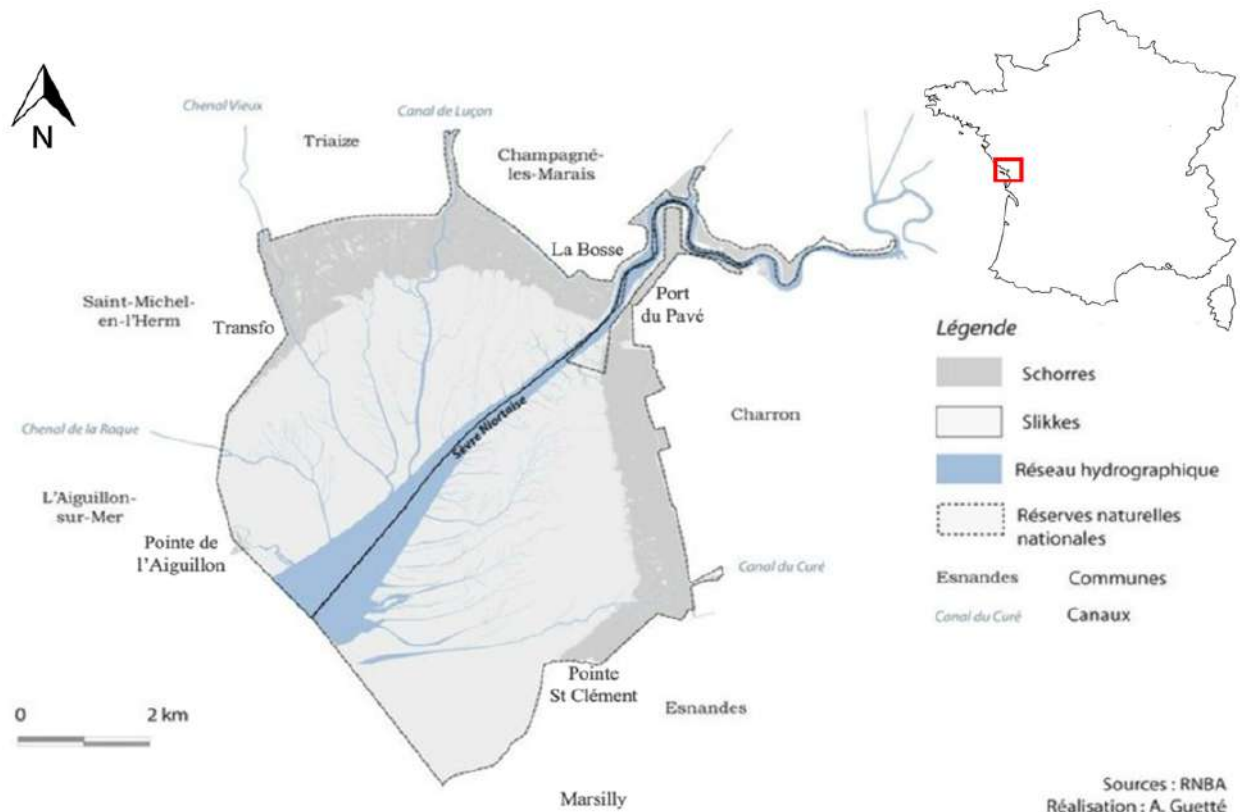 N
Chenal Vieux
Canal de Luçon
Triaize
Champagné-
les-Marais
La Bosse
Saint-Michel-
en-l'Herm
Transfo
Port
du Pavé
Charron
Sèvre Niortaise
Chenal de la Raque
L'Aiguillon-
sur-Mer
Pointe de
l'Aiguillon
Canal du Curé
Pointe
St Clément
Esnandes
Marsilly
0 2 km
Légende
Schorres
Slikkes
Réseau hydrographique
Réserves naturelles
nationales
Esnandes Communes
Canal du Curé Canaux
Sources : RNBA
Réalisation : A. Guetté